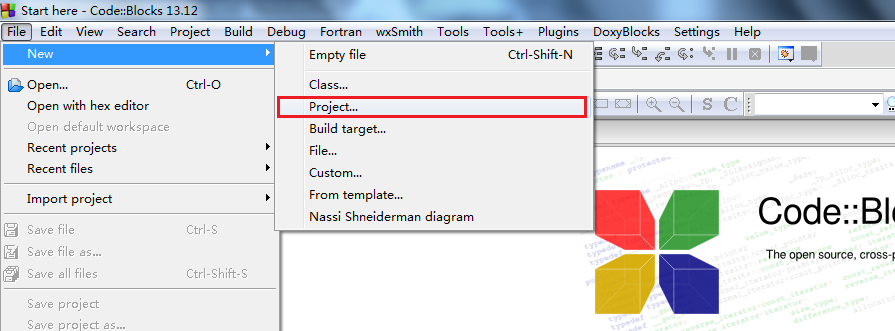 Start here - Code::Blocks 13.12
File Edit View Search Project Build Debug Fortran wxSmith Tools Tools+ Plugins DoxyBlocks Settings
New
Empty file Ctrl-Shift-N
Class...
Project...
Build target...
File...
Custom...
From template...
Nassi Shneiderman diagram
Open... Ctrl-O
Open with hex editor
Open default workspace
Recent projects
Recent files
Import project
Save file Ctrl-S
Save file as...
Save all files Ctrl-Shift-S
Save project
Save project as...
S C
Code::Blo
The open source, cross-p